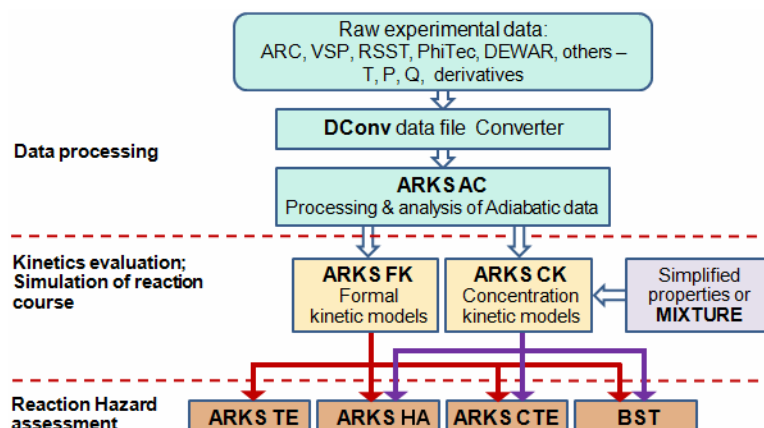 Raw experimental data:
ARC, VSP, RSST, PhiTec, DEWAR, others –
T, P, Q, derivatives
DConv data file Converter
Data processing
ARKS AC
Processing & analysis of Adiabatic data
Kinetics evaluation;
Simulation of reaction
course
ARKS FK
Formal
kinetic models
ARKS CK
Concentration
kinetic models
Simplified
properties or
MIXTURE
Reaction Hazard
assessment
ARKS TE
ARKS HA
ARKS CTE
BST